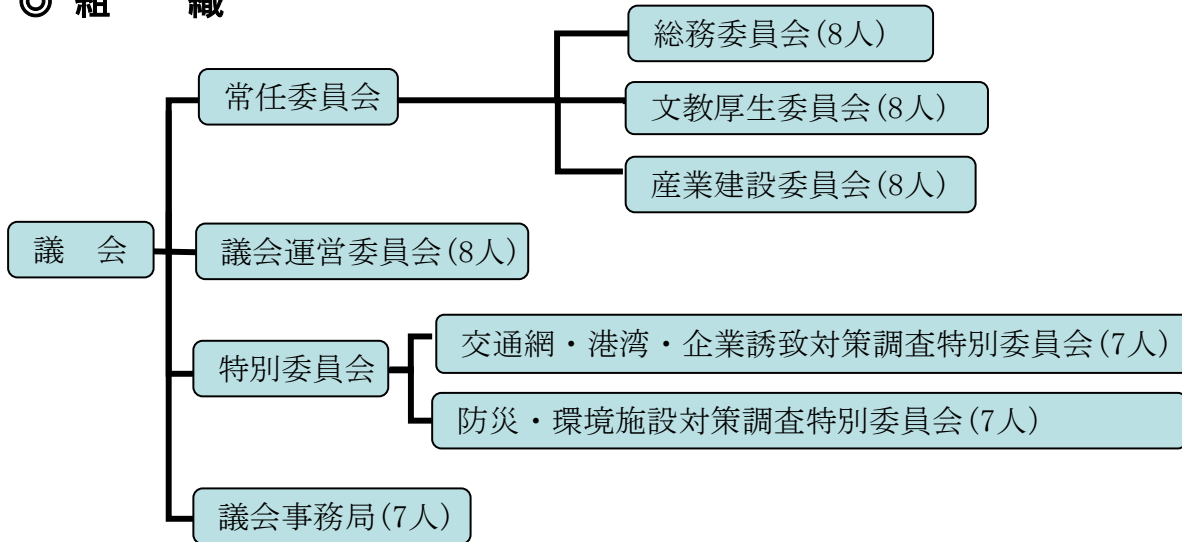 ◎ 組 織
総務委員会(8人)
常任委員会
文教厚生委員会(8人)
産業建設委員会(8人)
議 会
議会運営委員会(8人)
交通網・港湾・企業誘致対策調査特別委員会(7人)
特別委員会
防災・環境施設対策調査特別委員会(7人)
議会事務局(7人)